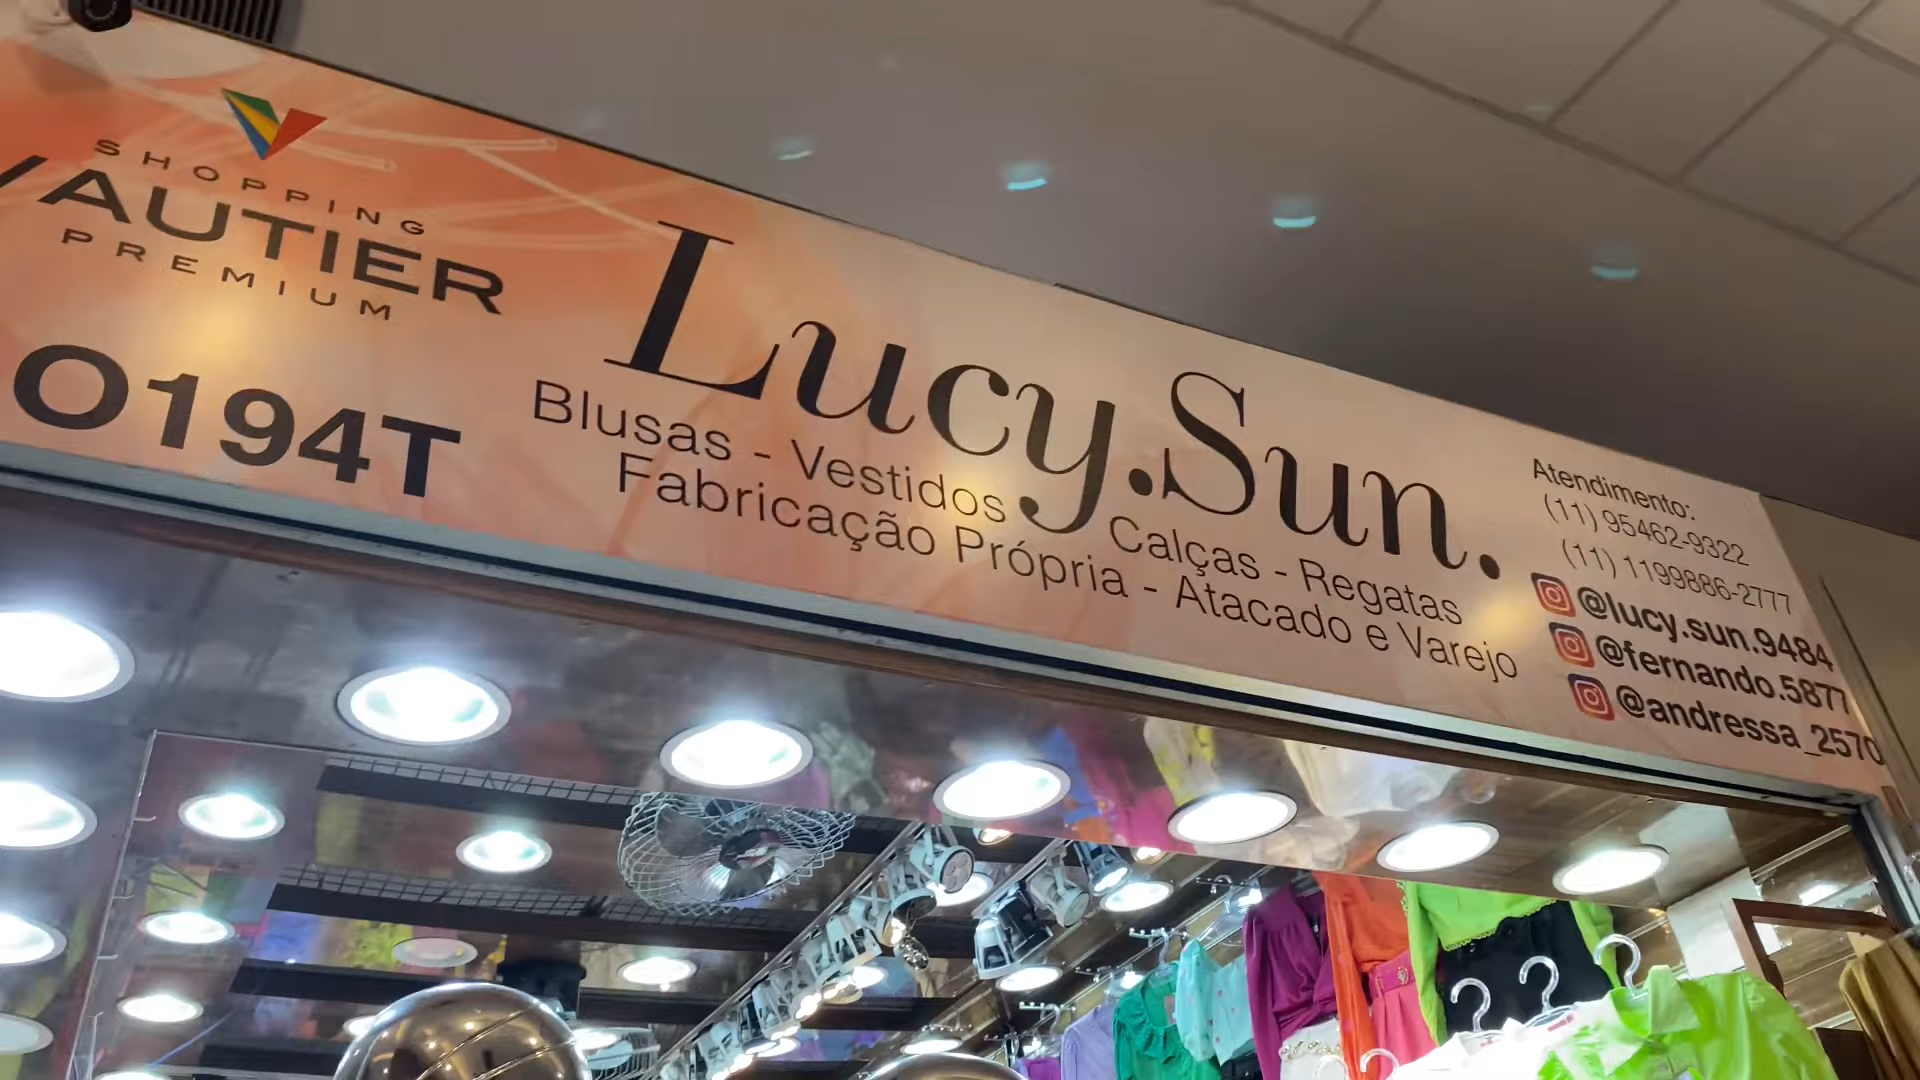 SHOPPING
VAUTIER
PREMIUM
O194T
Lucy.Sun.
Blusas - Vestidos Calças - Regatas
Fabricação Própria - Atacado e Varejo
Atendimento:
(11) 95462-9322
(11) 1199886-2777
@lucy.sun.9484
@fernando.5877
@andressa_2570